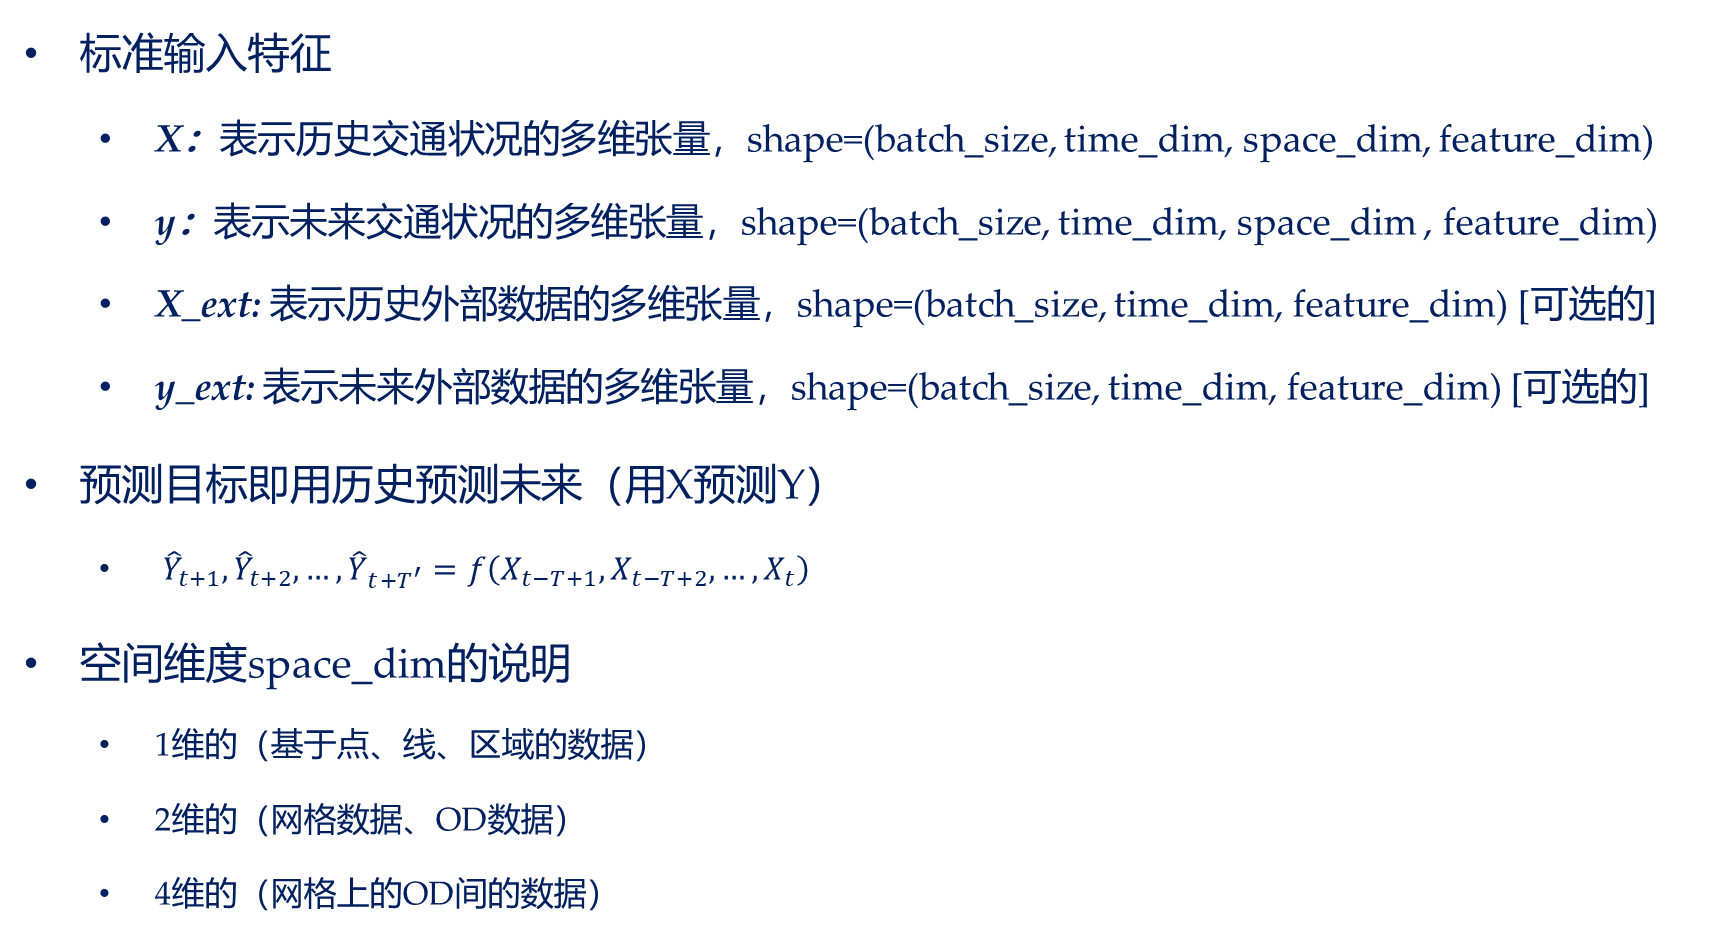 • 标准输入特征
• X：表示历史交通状况的多维张量，shape=(batch_size, time_dim, space_dim, feature_dim)
• y：表示未来交通状况的多维张量，shape=(batch_size, time_dim, space_dim , feature_dim)
• X_ext: 表示历史外部数据的多维张量，shape=(batch_size, time_dim, feature_dim) [可选的]
• y_ext: 表示未来外部数据的多维张量，shape=(batch_size, time_dim, feature_dim) [可选的]
• 预测目标即用历史预测未来（用X预测Y）
• Ŷ_{t+1}, Ŷ_{t+2}, … , Ŷ_{t+T′} = f(X_{t−T+1}, X_{t−T+2}, … , X_t)
• 空间维度space_dim的说明
• 1维的（基于点、线、区域的数据）
• 2维的（网格数据、OD数据）
• 4维的（网格上的OD间的数据）